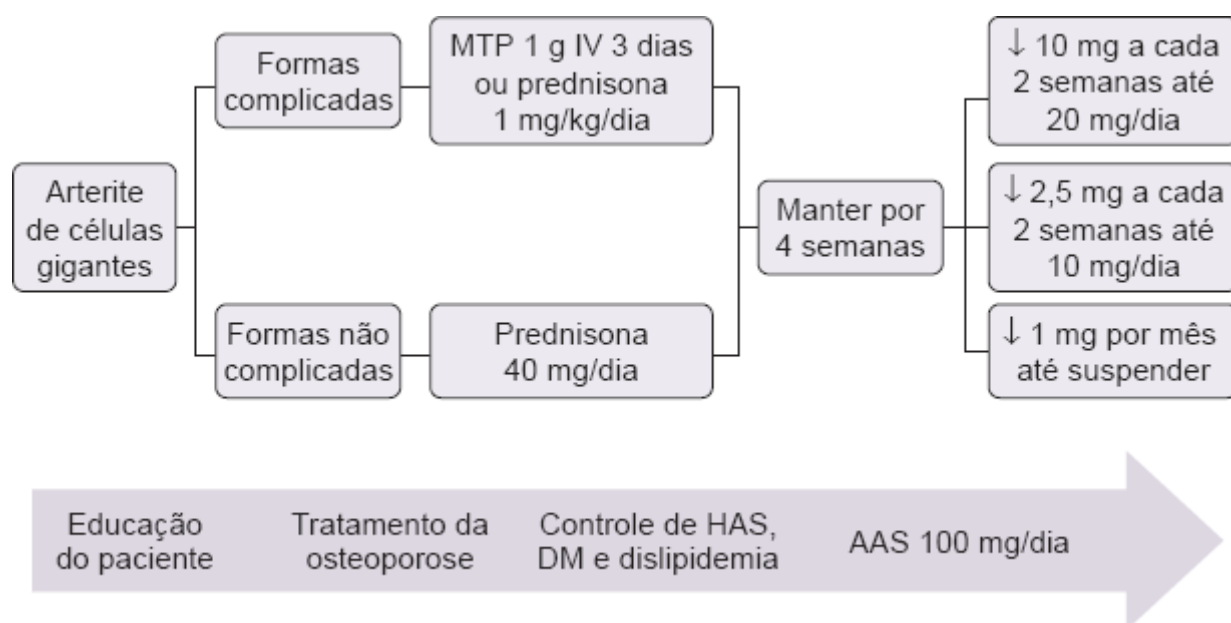 Arterite
de células
gigantes
Formas
complicadas
MTP 1 g IV 3 dias
ou prednisona
1 mg/kg/dia
Formas não
complicadas
Prednisona
40 mg/dia
Manter por
4 semanas
↓ 10 mg a cada
2 semanas até
20 mg/dia
↓ 2,5 mg a cada
2 semanas até
10 mg/dia
↓ 1 mg por mês
até suspender
Educação
do paciente
Tratamento da
osteoporose
Controle de HAS,
DM e dislipidemia
AAS 100 mg/dia